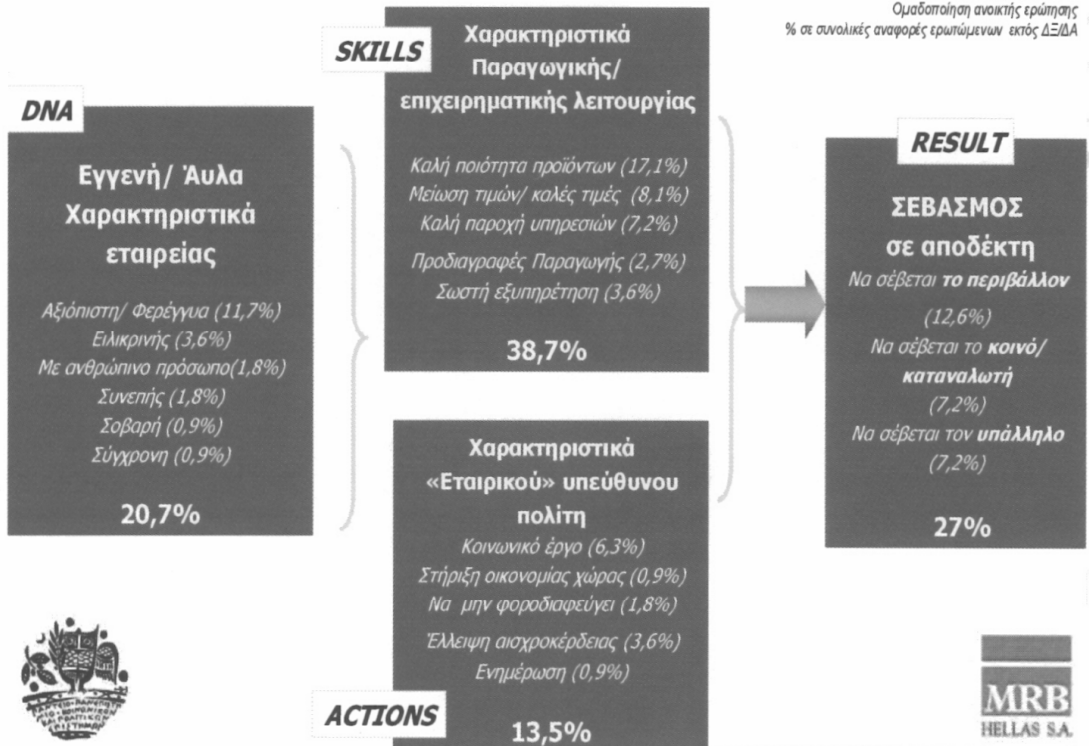 Ομαδοποίηση ανοικτής ερώτησης
% σε συνολικές αναφορές ερωτώμενων εκτός ΔΞ/ΔΑ
DNA
Εγγενή/ Άυλα
Χαρακτηριστικά
εταιρείας
Αξιόπιστη/ Φερέγγυα (11,7%)
Ειλικρινής (3,6%)
Με ανθρώπινο πρόσωπο(1,8%)
Συνεπής (1,8%)
Σοβαρή (0,9%)
Σύγχρονη (0,9%)
20,7%
SKILLS
Χαρακτηριστικά
Παραγωγικής/
επιχειρηματικής λειτουργίας
Καλή ποιότητα προϊόντων (17,1%)
Μείωση τιμών/ καλές τιμές (8,1%)
Καλή παροχή υπηρεσιών (7,2%)
Προδιαγραφές Παραγωγής (2,7%)
Σωστή εξυπηρέτηση (3,6%)
38,7%
Χαρακτηριστικά
«Εταιρικού» υπεύθυνου
πολίτη
Κοινωνικό έργο (6,3%)
Στήριξη οικονομίας χώρας (0,9%)
Να μην φοροδιαφεύγει (1,8%)
Έλλειψη αισχροκέρδειας (3,6%)
Ενημέρωση (0,9%)
ACTIONS
13,5%
RESULT
ΣΕΒΑΣΜΟΣ
σε αποδέκτη
Να σέβεται το περιβάλλον
(12,6%)
Να σέβεται το κοινό/
καταναλωτή
(7,2%)
Να σέβεται τον υπάλληλο
(7,2%)
27%
MRB
HELLAS S.A.